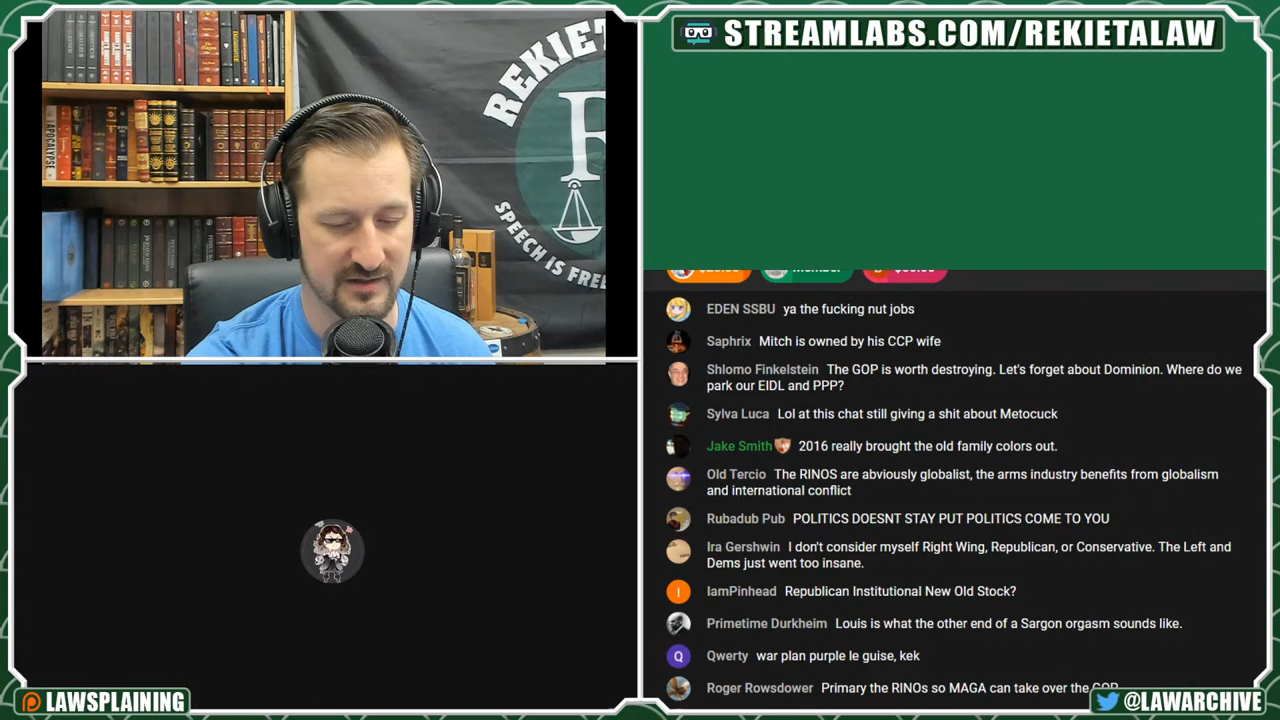 STREAMLABS.COM/REKIETALAW
APOCALYPSE
REKIET
R
SPEECH IS FREE
Member
EDEN SSBU ya the fucking nut jobs
Saphrix Mitch is owned by his CCP wife
Shlomo Finkelstein The GOP is worth destroying. Let's forget about Dominion. Where do we
park our EIDL and PPP?
Sylva Luca Lol at this chat still giving a shit about Metocuck
Jake Smith 2016 really brought the old family colors out.
Old Tercio The RINOS are abviously globalist, the arms industry benefits from globalism
and international conflict
Rubadub Pub POLITICS DOESNT STAY PUT POLITICS COME TO YOU
Ira Gershwin I don't consider myself Right Wing, Republican, or Conservative. The Left and
Dems just went too insane.
I IamPinhead Republican Institutional New Old Stock?
Primetime Durkheim Louis is what the other end of a Sargon orgasm sounds like.
Q Qwerty war plan purple le guise, kek
Roger Rowsdower Primary the RINOs so MAGA can take over the GOP
LAWSPLAINING
@LAWARCHIVE